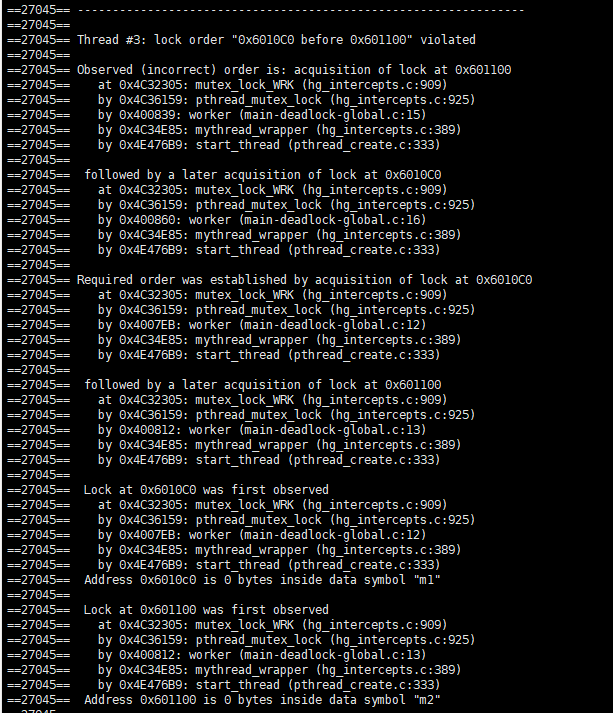 ==27045== ----------------------------------------------------------------
==27045==
==27045== Thread #3: lock order "0x6010C0 before 0x601100" violated
==27045==
==27045== Observed (incorrect) order is: acquisition of lock at 0x601100
==27045==    at 0x4C32305: mutex_lock_WRK (hg_intercepts.c:909)
==27045==    by 0x4C36159: pthread_mutex_lock (hg_intercepts.c:925)
==27045==    by 0x400839: worker (main-deadlock-global.c:15)
==27045==    by 0x4C34E85: mythread_wrapper (hg_intercepts.c:389)
==27045==    by 0x4E476B9: start_thread (pthread_create.c:333)
==27045==
==27045==  followed by a later acquisition of lock at 0x6010C0
==27045==    at 0x4C32305: mutex_lock_WRK (hg_intercepts.c:909)
==27045==    by 0x4C36159: pthread_mutex_lock (hg_intercepts.c:925)
==27045==    by 0x400860: worker (main-deadlock-global.c:16)
==27045==    by 0x4C34E85: mythread_wrapper (hg_intercepts.c:389)
==27045==    by 0x4E476B9: start_thread (pthread_create.c:333)
==27045==
==27045== Required order was established by acquisition of lock at 0x6010C0
==27045==    at 0x4C32305: mutex_lock_WRK (hg_intercepts.c:909)
==27045==    by 0x4C36159: pthread_mutex_lock (hg_intercepts.c:925)
==27045==    by 0x4007EB: worker (main-deadlock-global.c:12)
==27045==    by 0x4C34E85: mythread_wrapper (hg_intercepts.c:389)
==27045==    by 0x4E476B9: start_thread (pthread_create.c:333)
==27045==
==27045==  followed by a later acquisition of lock at 0x601100
==27045==    at 0x4C32305: mutex_lock_WRK (hg_intercepts.c:909)
==27045==    by 0x4C36159: pthread_mutex_lock (hg_intercepts.c:925)
==27045==    by 0x400812: worker (main-deadlock-global.c:13)
==27045==    by 0x4C34E85: mythread_wrapper (hg_intercepts.c:389)
==27045==    by 0x4E476B9: start_thread (pthread_create.c:333)
==27045==
==27045==  Lock at 0x6010C0 was first observed
==27045==    at 0x4C32305: mutex_lock_WRK (hg_intercepts.c:909)
==27045==    by 0x4C36159: pthread_mutex_lock (hg_intercepts.c:925)
==27045==    by 0x4007EB: worker (main-deadlock-global.c:12)
==27045==    by 0x4C34E85: mythread_wrapper (hg_intercepts.c:389)
==27045==    by 0x4E476B9: start_thread (pthread_create.c:333)
==27045==  Address 0x6010c0 is 0 bytes inside data symbol "m1"
==27045==
==27045==  Lock at 0x601100 was first observed
==27045==    at 0x4C32305: mutex_lock_WRK (hg_intercepts.c:909)
==27045==    by 0x4C36159: pthread_mutex_lock (hg_intercepts.c:925)
==27045==    by 0x400812: worker (main-deadlock-global.c:13)
==27045==    by 0x4C34E85: mythread_wrapper (hg_intercepts.c:389)
==27045==    by 0x4E476B9: start_thread (pthread_create.c:333)
==27045==  Address 0x601100 is 0 bytes inside data symbol "m2"